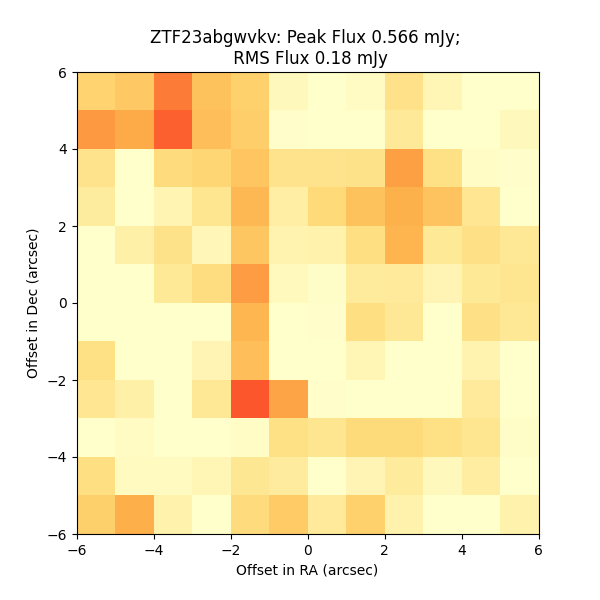 ZTF23abgwvkv: Peak Flux 0.566 mJy;
RMS Flux 0.18 mJy
6
4
2
0
−2
−4
−6
Offset in Dec (arcsec)
−6 −4 −2 0 2 4 6
Offset in RA (arcsec)